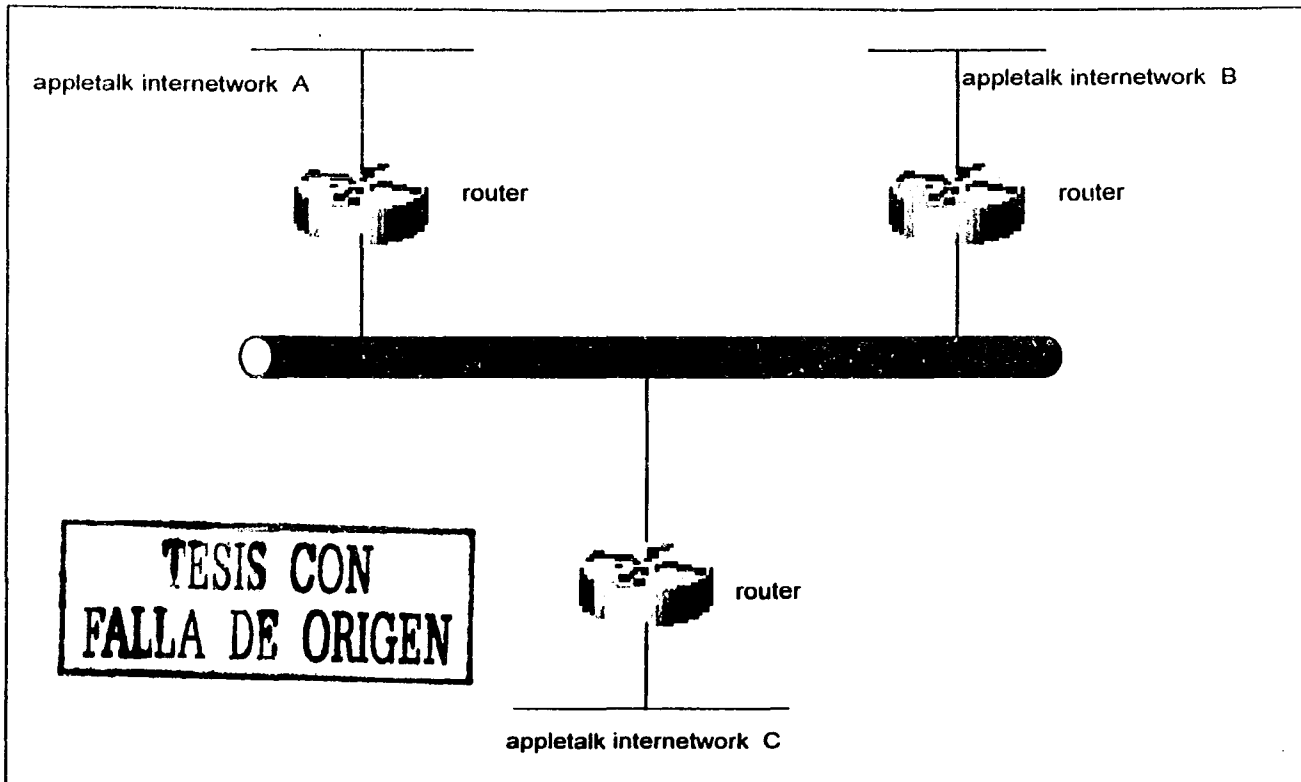 appletalk internetwork A
appletalk internetwork B
router
router
TESIS CON
FALLA DE ORIGEN
router
appletalk internetwork C